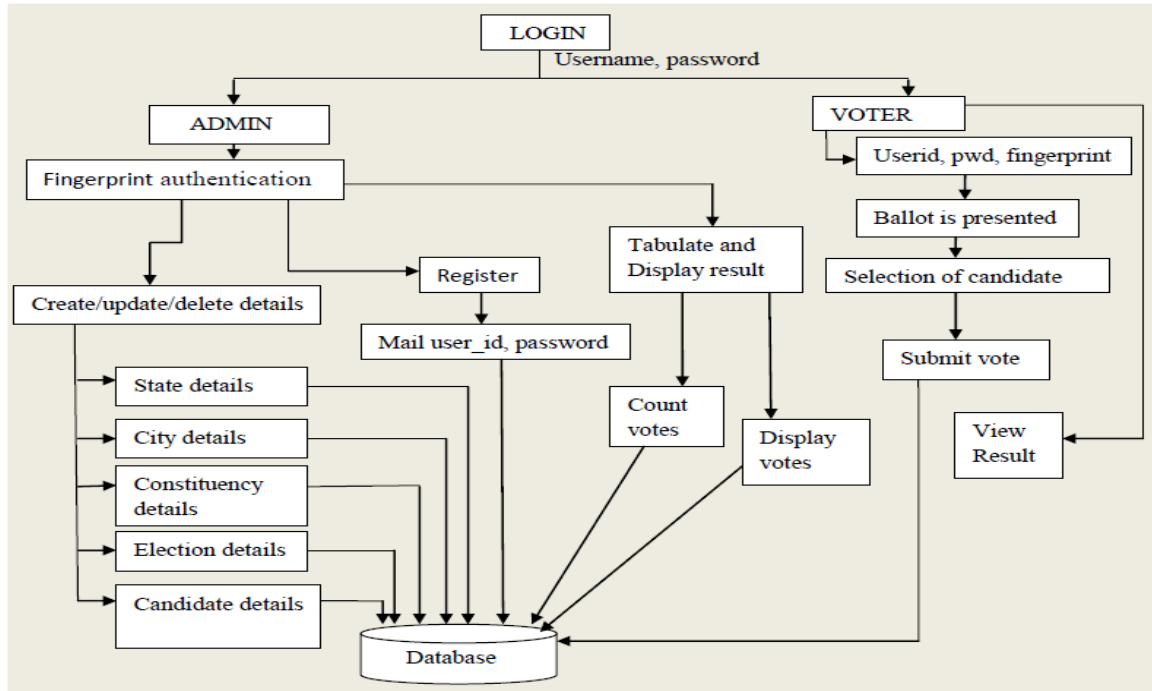 LOGIN
Username, password
ADMIN
VOTER
Fingerprint authentication
Userid, pwd, fingerprint
Ballot is presented
Tabulate and
Display result
Register
Selection of candidate
Create/update/delete details
Mail user_id, password
Submit vote
State details
Count
votes
City details
Display
votes
View
Result
Constituency
details
Election details
Candidate details
Database